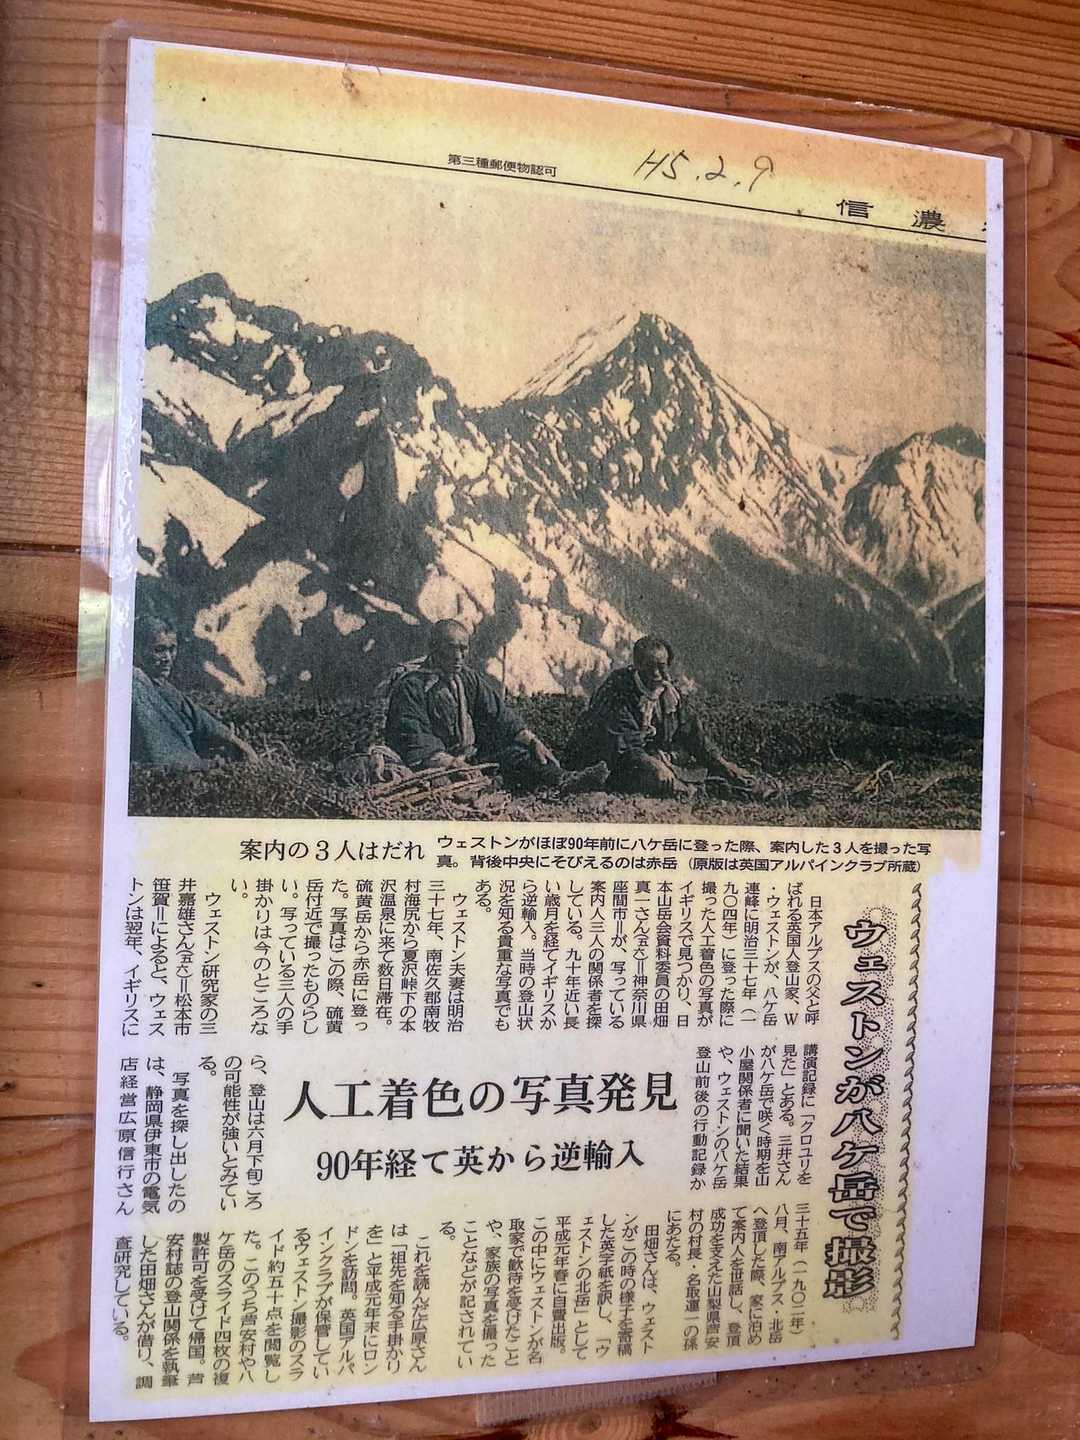 第三種郵便物認可
H5.2.9
信濃
案内の3人はだれ
ウェストンがほぼ90年前に八ケ岳に登った際、案内した3人を撮った写
真。背後中央にそびえるのは赤岳（原版は英国アルパインクラブ所蔵）
ウェストンが八ケ岳で撮影
人工着色の写真発見
90年経て英から逆輸入
日本アルプスの父と呼
ばれる英国人登山家、W
・ウェストンが、八ケ岳
連峰に明治三十七年（一
九〇四年）に登った際に
撮った人工着色の写真が
イギリスで見つかり、日
本山岳会資料委員の田畑
真一さん（五六）＝神奈川県
座間市＝が、写っている
案内人三人の関係者を探
している。九十年近い長
い歳月を経てイギリスか
ら逆輸入。当時の登山状
況を知る貴重な写真でも
ある。
ウェストン夫妻は明治
三十七年、南佐久郡南牧
村海尻から夏沢峠下の本
沢温泉に来て数日滞在。
硫黄岳から赤岳に登っ
た。写真はこの際、硫黄
岳付近で撮ったものらし
い。写っている三人の手
掛かりは今のところな
い。
ウェストン研究家の三
井嘉雄さん（五六）＝松本市
笹賀＝によると、ウェス
トンは翌年、イギリスに
講演記録に「クロユリを
見た」とある。三井さん
が八ケ岳で咲く時期を山
小屋関係者に聞いた結果
や、ウェストンの八ケ岳
登山前後の行動記録か
ら、登山は六月下旬ごろ
の可能性が強いとみてい
る。
写真を探し出したの
は、静岡県伊東市の電気
店経営広原信行さん
三十五年（一九〇二年）
八月、南アルプス・北岳
へ登頂した際、家に泊め
て案内人を世話し、登頂
成功を支えた山梨県芦安
村の村長・名取運一の孫
にあたる。
田畑さんは、ウェスト
ンがこの時の様子を寄稿
した英字紙を訳し、「ウ
ェストンの北岳」として
平成元年春に自費出版。
この中にウェストンが名
取家で歓待を受けたこと
や、家族の写真を撮った
ことなどが記されてい
る。
これを読んだ広原さん
は「祖先を知る手掛かり
を」と平成元年末にロン
ドンを訪問。英国アルパ
インクラブが保管してい
るウェストン撮影のスラ
イド約五十点を閲覧し
た。このうち芦安村や八
ケ岳のスライド四枚の複
製許可を受けて帰国。芦
安村誌の登山関係を執筆
した田畑さんが借り、調
査研究している。